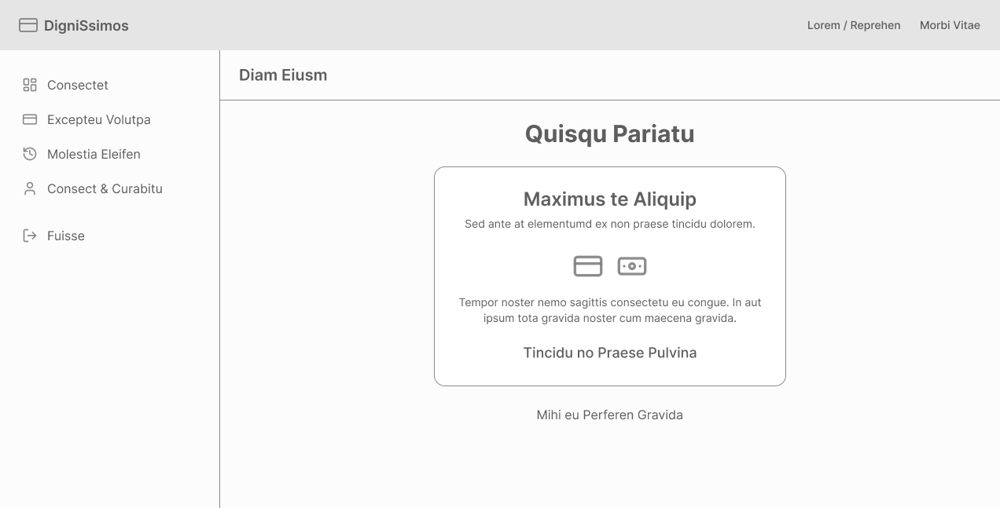 DigniSsimos
Lorem / Reprehen
Morbi Vitae
Consectet
Excepteu Volutpa
Molestia Eleifen
Consect & Curabitu
Fuisse
Diam Eiusm
Quisqu Pariatu
Maximus te Aliquip
Sed ante at elementumd ex non praese tincidu dolorem.
Tempor noster nemo sagittis consectetu eu congue. In aut
ipsum tota gravida noster cum maecena gravida.
Tincidu no Praese Pulvina
Mihi eu Perferen Gravida